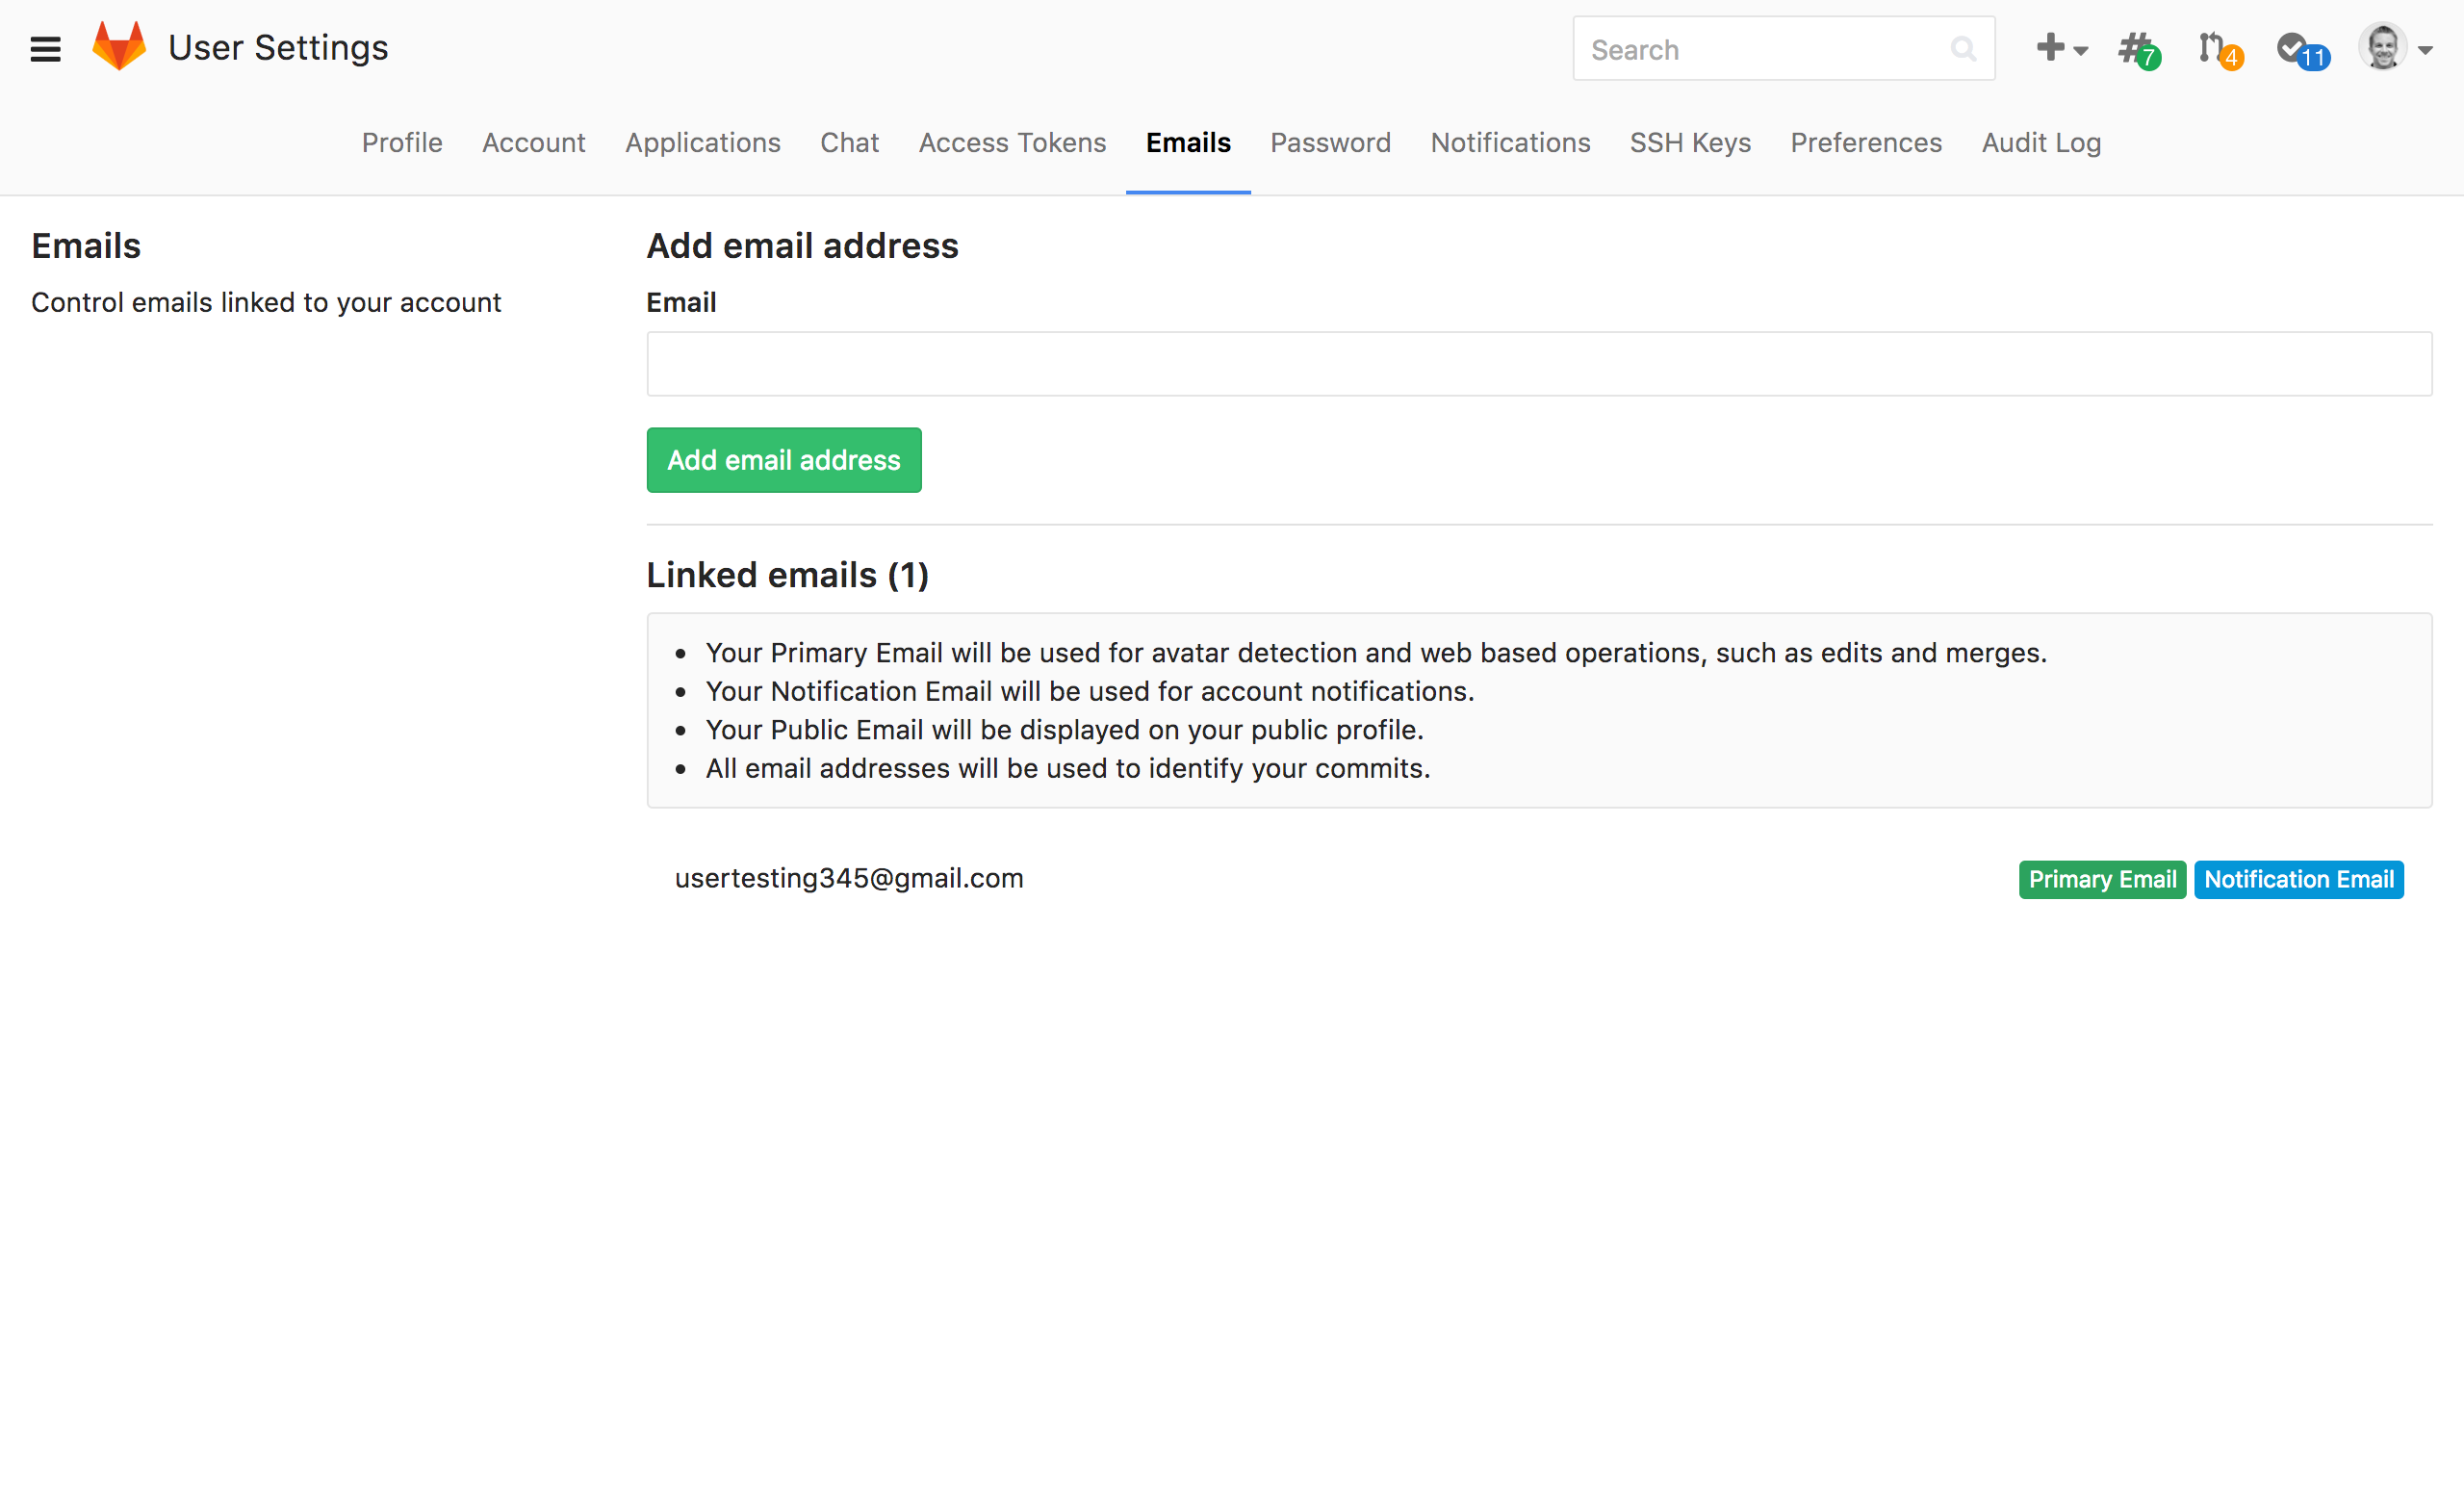 User Settings
Search
7
4
11
Profile Account Applications Chat Access Tokens Emails Password Notifications SSH Keys Preferences Audit Log
Emails
Control emails linked to your account
Add email address
Email
Add email address
Linked emails (1)
Your Primary Email will be used for avatar detection and web based operations, such as edits and merges.
Your Notification Email will be used for account notifications.
Your Public Email will be displayed on your public profile.
All email addresses will be used to identify your commits.
usertesting345@gmail.com Primary Email Notification Email